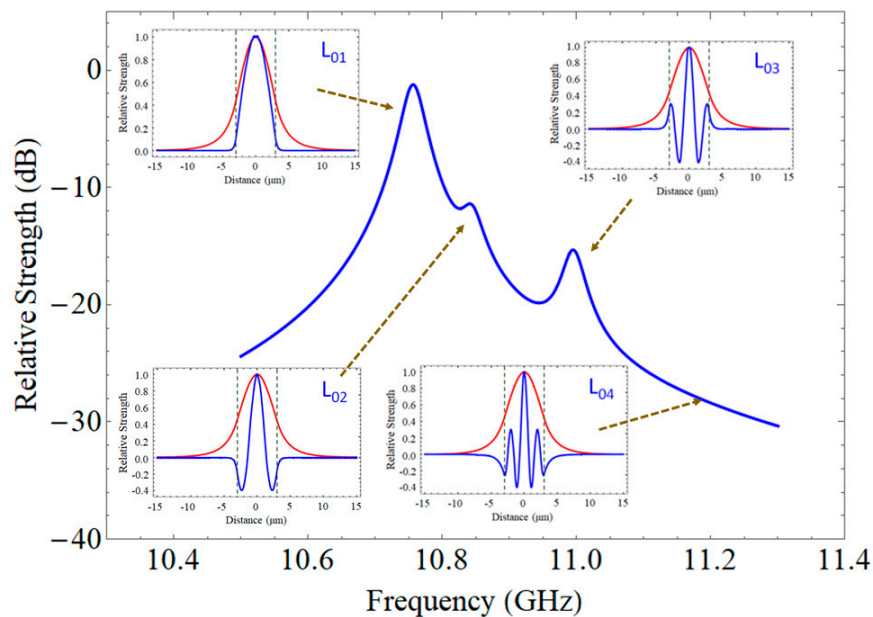 L01
Relative Strength
1.0
0.8
0.6
0.4
0.2
0.0
-15 -10 -5 0 5 10 15
Distance (μm)
L03
Relative Strength
1.0
0.8
0.6
0.4
0.2
0.0
-0.2
-0.4
-15 -10 -5 0 5 10 15
Distance (μm)
L02
Relative Strength
1.0
0.8
0.6
0.4
0.2
0.0
-0.2
-0.4
-15 -10 -5 0 5 10 15
Distance (μm)
L04
Relative Strength
1.0
0.8
0.6
0.4
0.2
0.0
-0.2
-0.4
-15 -10 -5 0 5 10 15
Distance (μm)
Relative Strength (dB)
0
−10
−20
−30
−40
10.4 10.6 10.8 11.0 11.2 11.4
Frequency (GHz)